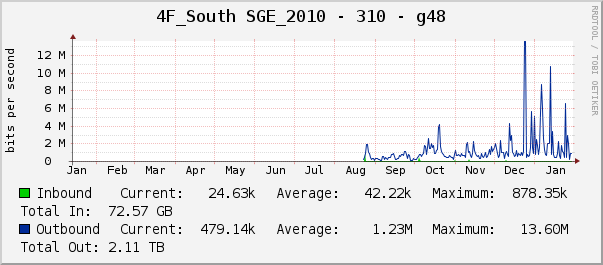 4F_South SGE_2010 - 310 - g48
RRDTOOL / TOBI OETIKER
bits per second
12 M
10 M
8 M
6 M
4 M
2 M
0
Jan Feb Mar Apr May Jun Jul Aug Sep Oct Nov Dec Jan
Inbound Current: 24.63k Average: 42.22k Maximum: 878.35k
Total In: 72.57 GB
Outbound Current: 479.14k Average: 1.23M Maximum: 13.60M
Total Out: 2.11 TB